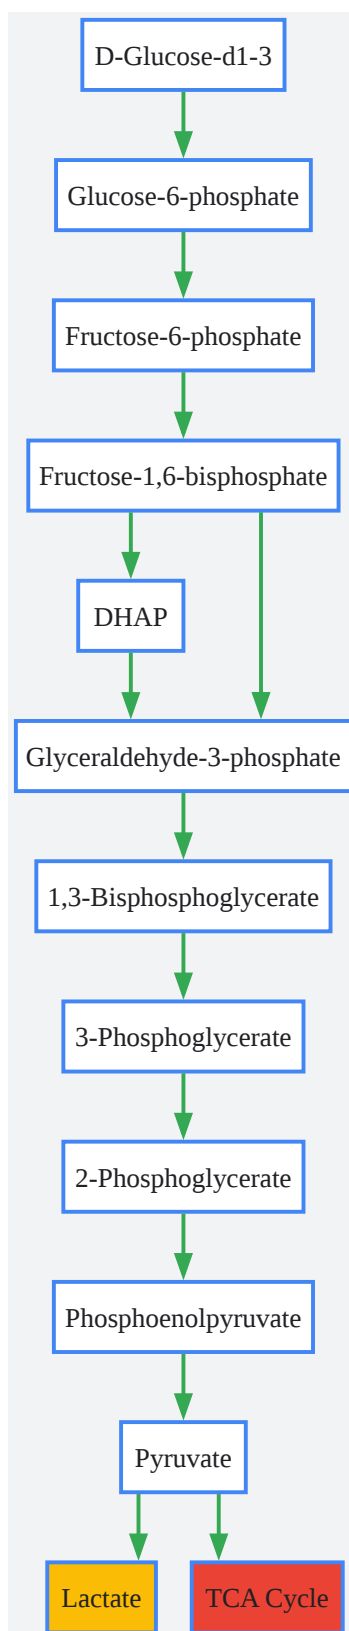 D-Glucose-d1-3
Glucose-6-phosphate
Fructose-6-phosphate
Fructose-1,6-bisphosphate
DHAP
Glyceraldehyde-3-phosphate
1,3-Bisphosphoglycerate
3-Phosphoglycerate
2-Phosphoglycerate
Phosphoenolpyruvate
Pyruvate
Lactate
TCA Cycle